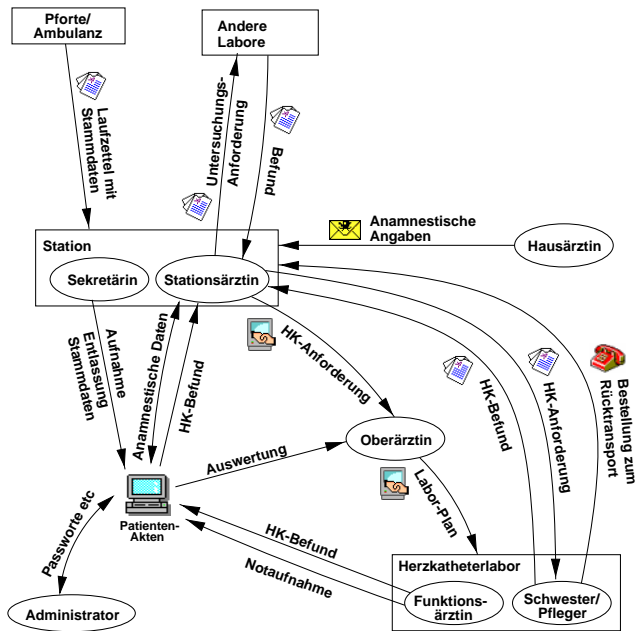 Pforte/
Ambulanz
Andere
Labore
Laufzettel mit
Stammdaten
Untersuchungs-
Anforderung
Befund
Anamnestische
Angaben
Hausärztin
Station
Sekretärin
Stationsärztin
Aufnahme
Entlassung
Stammdaten
Anamnestische Daten
HK-Befund
HK-Anforderung
HK-Befund
HK-Anforderung
Bestellung zum
Rücktransport
Oberärztin
Auswertung
Labor-Plan
Patienten-
Akten
Passworte etc
HK-Befund
Notaufnahme
Administrator
Herzkatheterlabor
Funktions-
ärztin
Schwester/
Pfleger